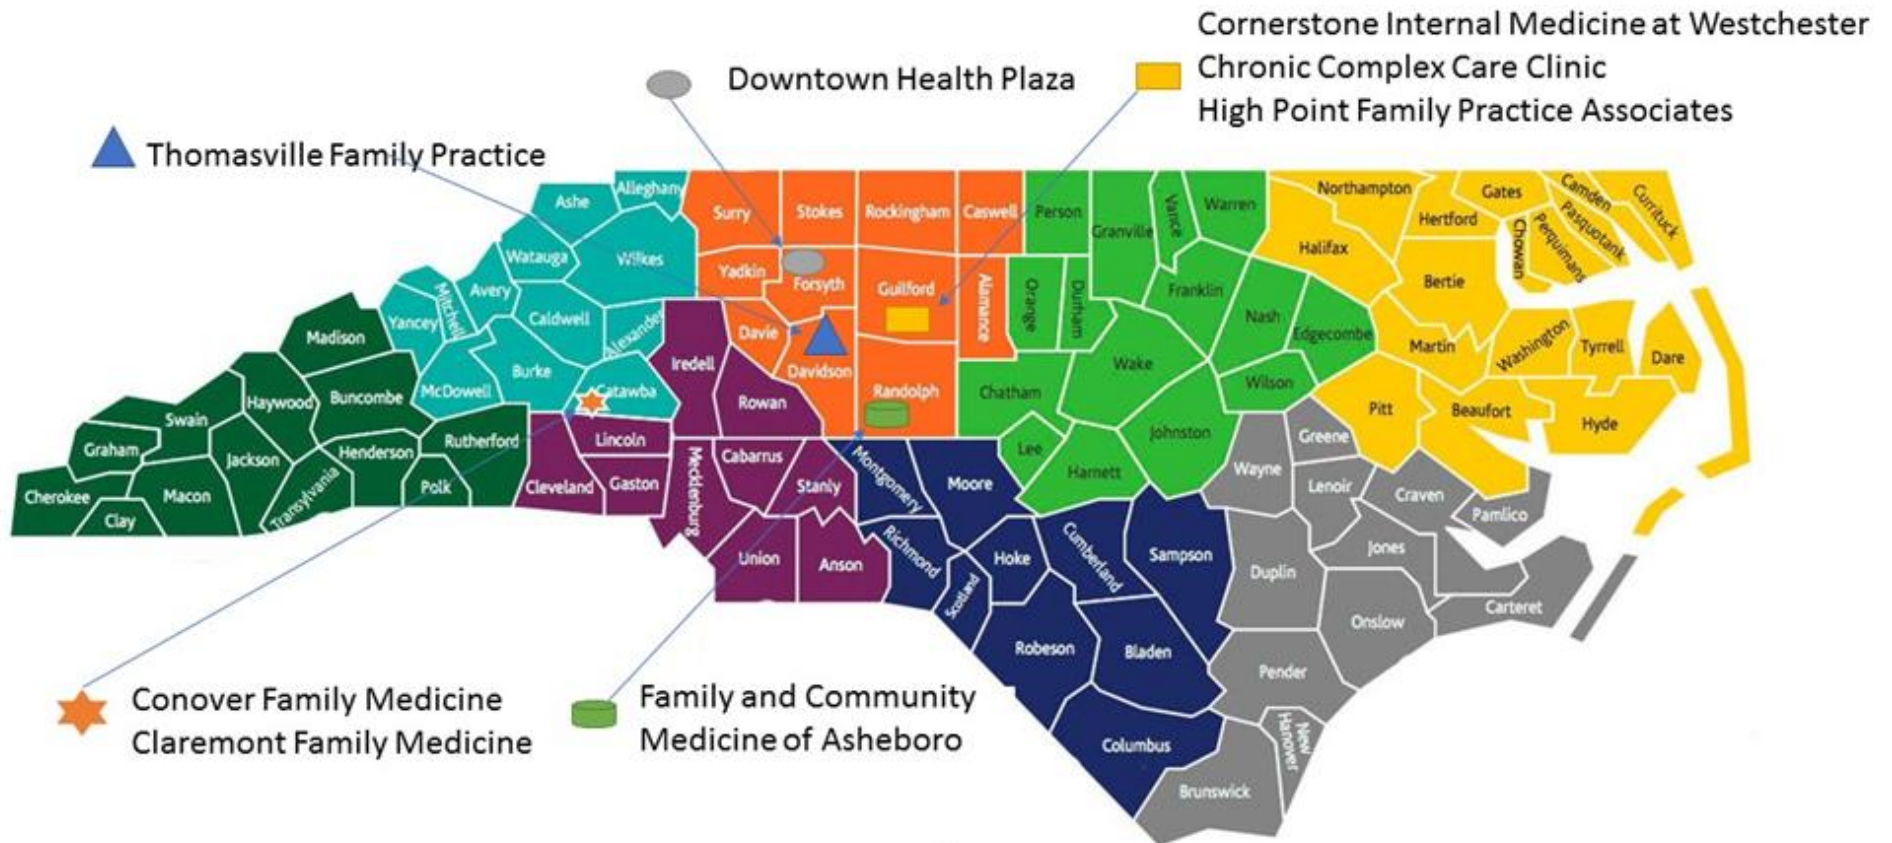 Cornerstone Internal Medicine at Westchester
Chronic Complex Care Clinic
High Point Family Practice Associates
Downtown Health Plaza
Thomasville Family Practice
Ashe
Alleghany
Surry
Stokes
Rockingham
Caswell
Person
Granville
Vance
Warren
Northampton
Gates
Camden
Currituck
Hertford
Pasquotank
Perquimans
Chowan
Halifax
Bertie
Watauga
Wilkes
Yadkin
Forsyth
Guilford
Alamance
Orange
Durham
Franklin
Nash
Edgecombe
Martin
Washington
Tyrrell
Dare
Mitchell
Avery
Yancey
Caldwell
Alexander
Iredell
Davie
Davidson
Randolph
Chatham
Wake
Wilson
Pitt
Beaufort
Hyde
Madison
McDowell
Burke
Catawba
Rowan
Swain
Haywood
Buncombe
Graham
Jackson
Henderson
Rutherford
Lincoln
Lee
Johnston
Harnett
Wayne
Greene
Lenoir
Craven
Pamlico
Cherokee
Clay
Macon
Transylvania
Polk
Cleveland
Gaston
Mecklenburg
Cabarrus
Stanly
Montgomery
Moore
Union
Anson
Richmond
Scotland
Hoke
Cumberland
Sampson
Duplin
Jones
Carteret
Onslow
Robeson
Bladen
Pender
Columbus
New
Hanover
Brunswick
Conover Family Medicine
Claremont Family Medicine
Family and Community
Medicine of Asheboro